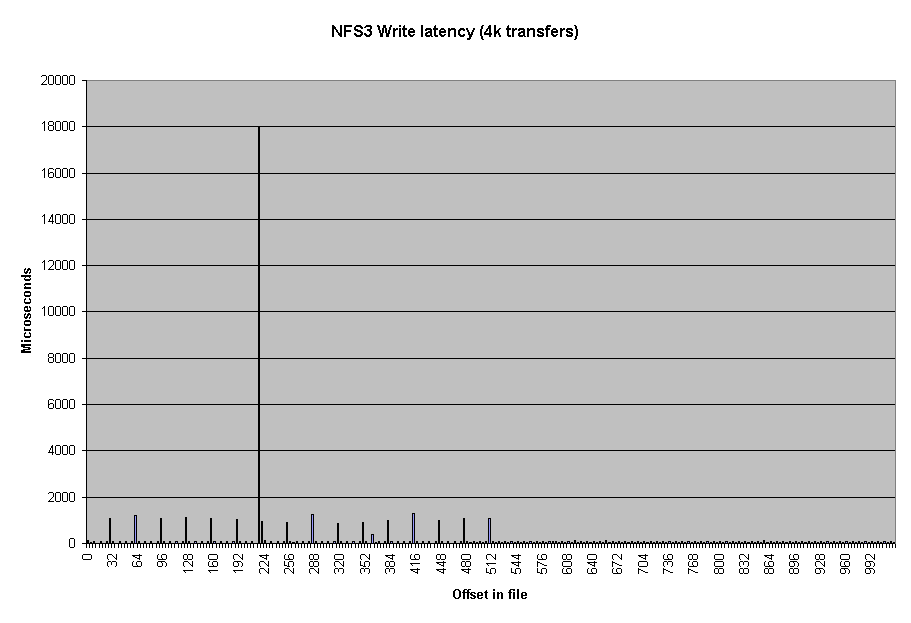 NFS3 Write latency (4k transfers)
20000
18000
16000
14000
12000
10000
8000
6000
4000
2000
0
Microseconds
0 32 64 96 128 160 192 224 256 288 320 352 384 416 448 480 512 544 576 608 640 672 704 736 768 800 832 864 896 928 960 992
Offset in file